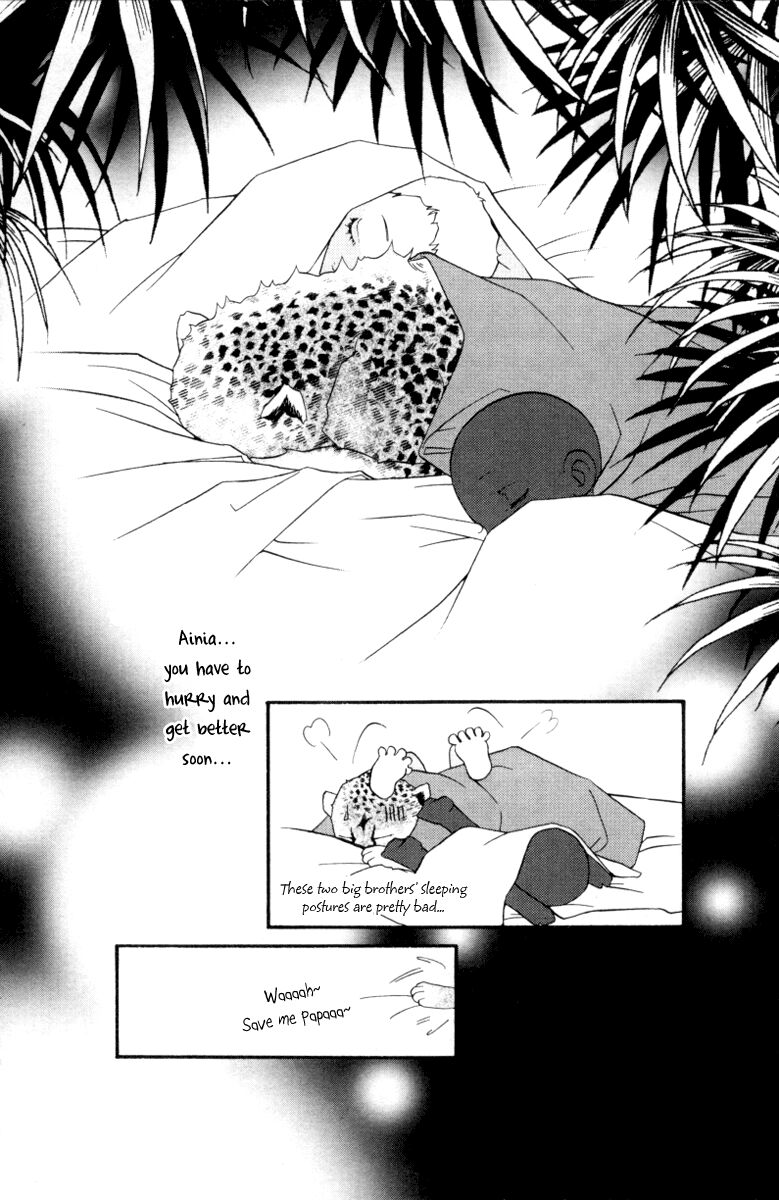 Ainia...
you have to
hurry and
get better
soon...
These two big brothers' sleeping
postures are pretty bad...
Waaaah~
Save me Papaaa~